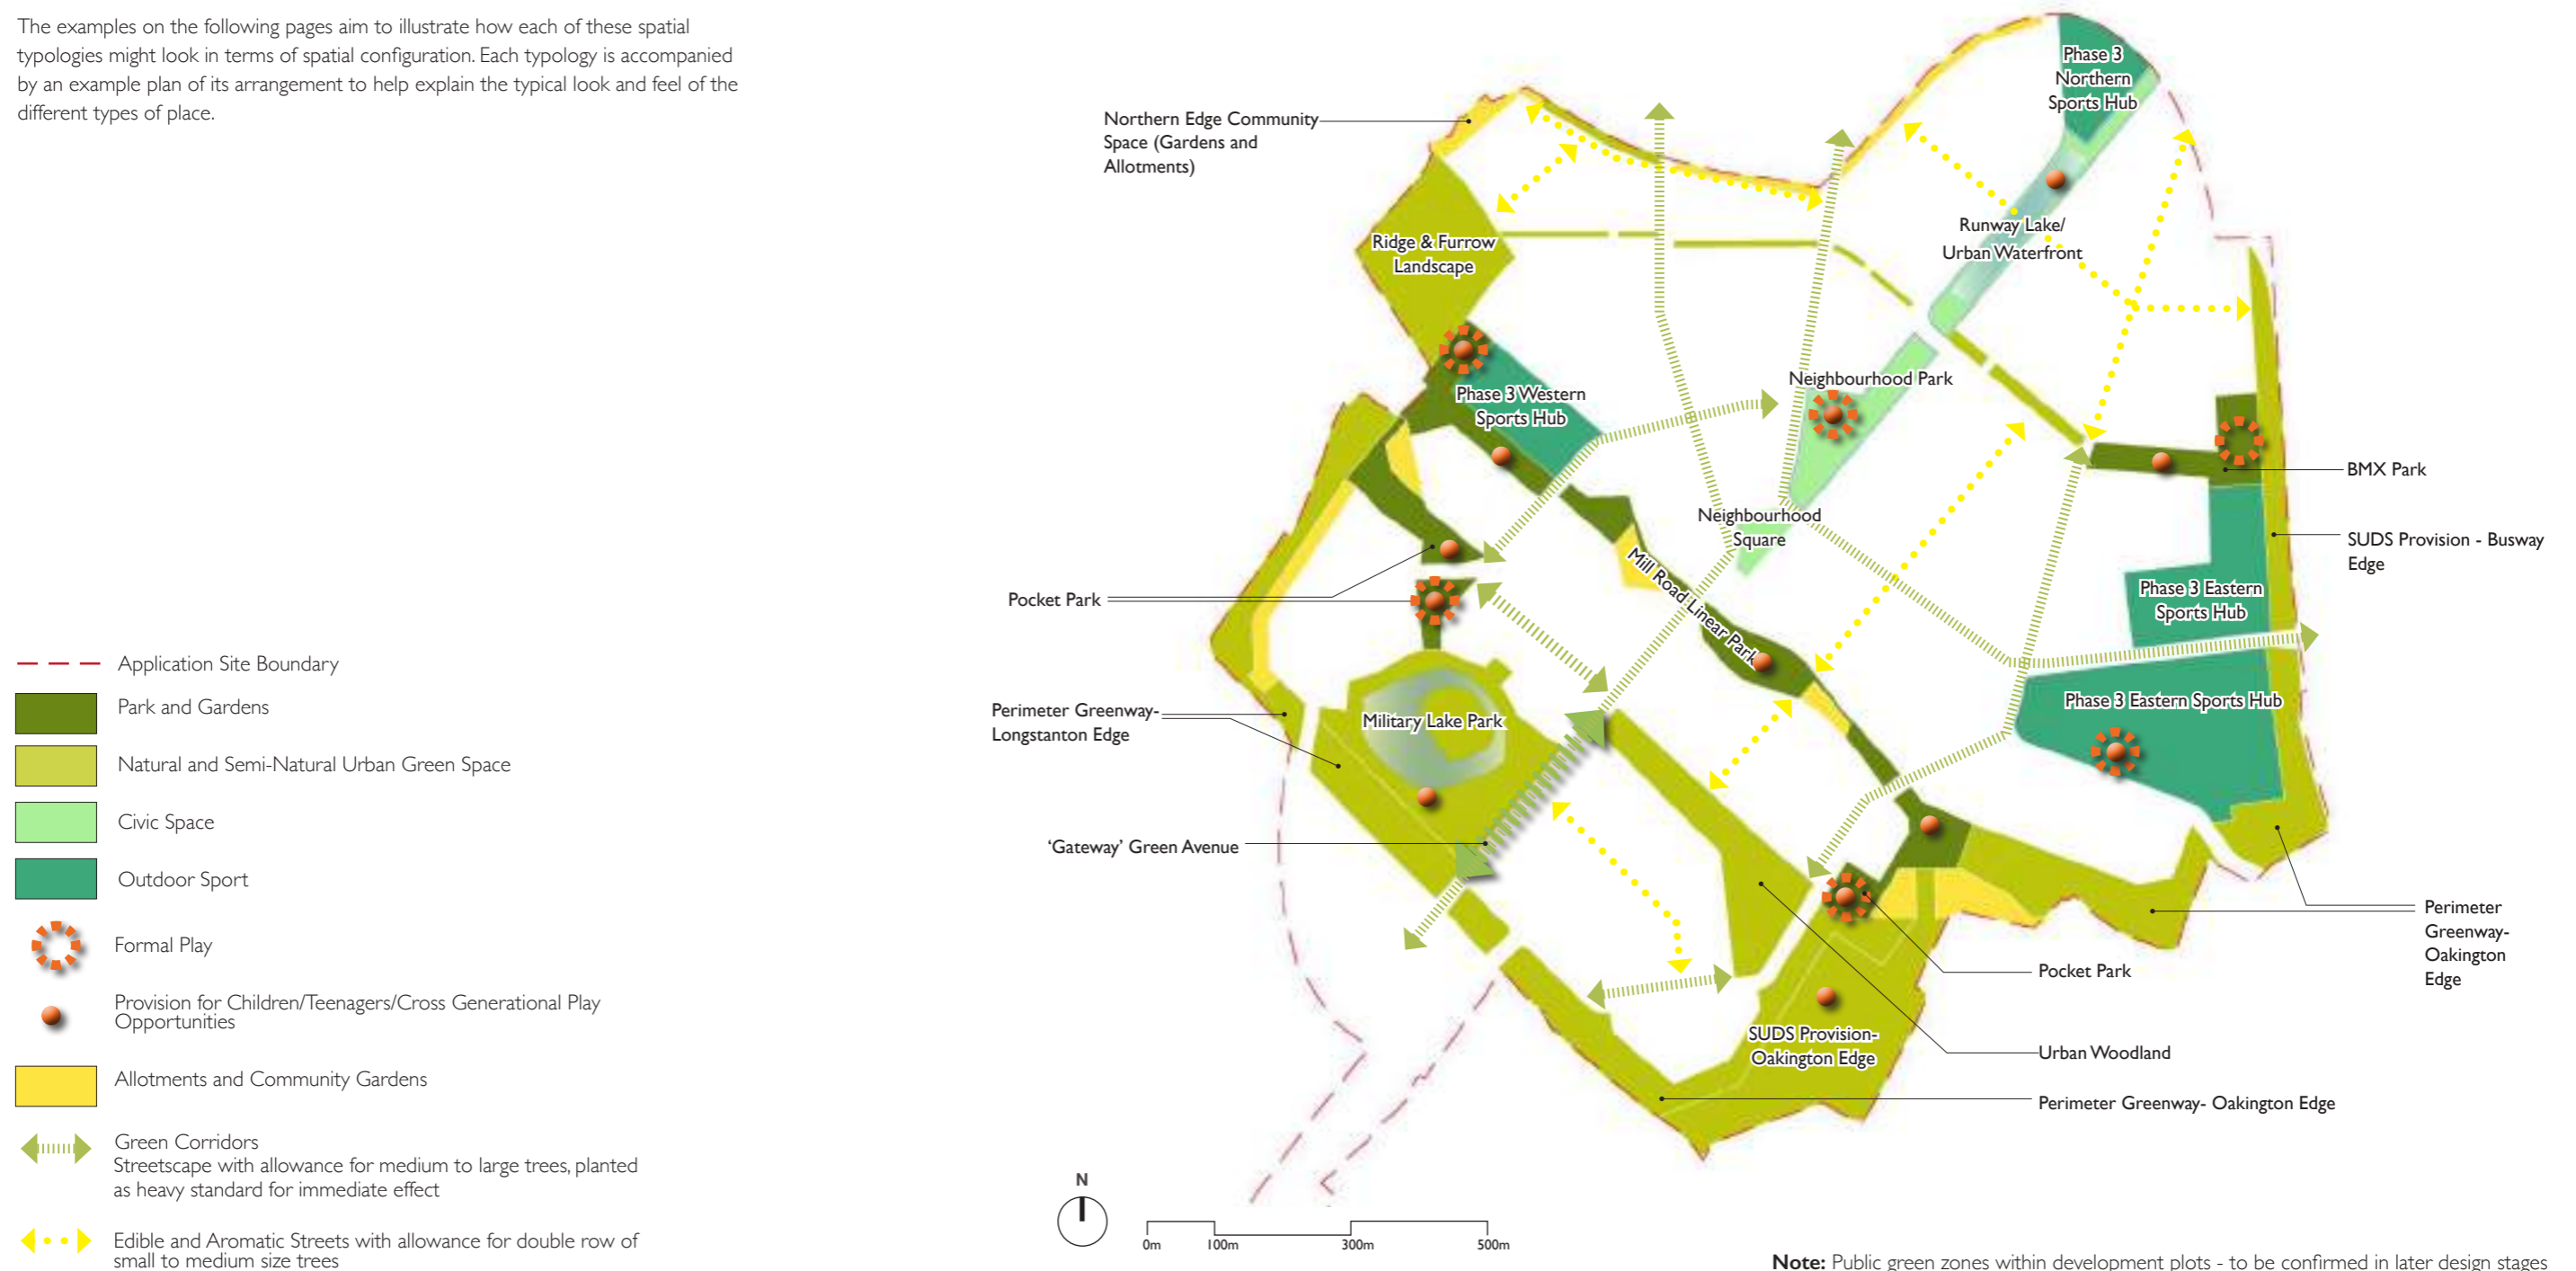 The examples on the following pages aim to illustrate how each of these spatial
typologies might look in terms of spatial configuration. Each typology is accompanied
by an example plan of its arrangement to help explain the typical look and feel of the
different types of place.
Application Site Boundary
Park and Gardens
Natural and Semi-Natural Urban Green Space
Civic Space
Outdoor Sport
Formal Play
Provision for Children/Teenagers/Cross Generational Play
Opportunities
Allotments and Community Gardens
Green Corridors
Streetscape with allowance for medium to large trees, planted
as heavy standard for immediate effect
Edible and Aromatic Streets with allowance for double row of
small to medium size trees
Phase 3
Northern
Sports Hub
Northern Edge Community
Space (Gardens and
Allotments)
Runway Lake/
Urban Waterfront
Ridge & Furrow
Landscape
Neighbourhood Park
Phase 3 Western
Sports Hub
BMX Park
Neighbourhood
Square
SUDS Provision - Busway
Edge
Mill Road Linear Park
Pocket Park
Phase 3 Eastern
Sports Hub
Phase 3 Eastern Sports Hub
Perimeter Greenway-
Longstanton Edge
Military Lake Park
'Gateway' Green Avenue
Perimeter
Greenway-
Oakington
Edge
Pocket Park
SUDS Provision-
Oakington Edge
Urban Woodland
Perimeter Greenway- Oakington Edge
N
0m
100m
300m
500m
Note: Public green zones within development plots - to be confirmed in later design stages